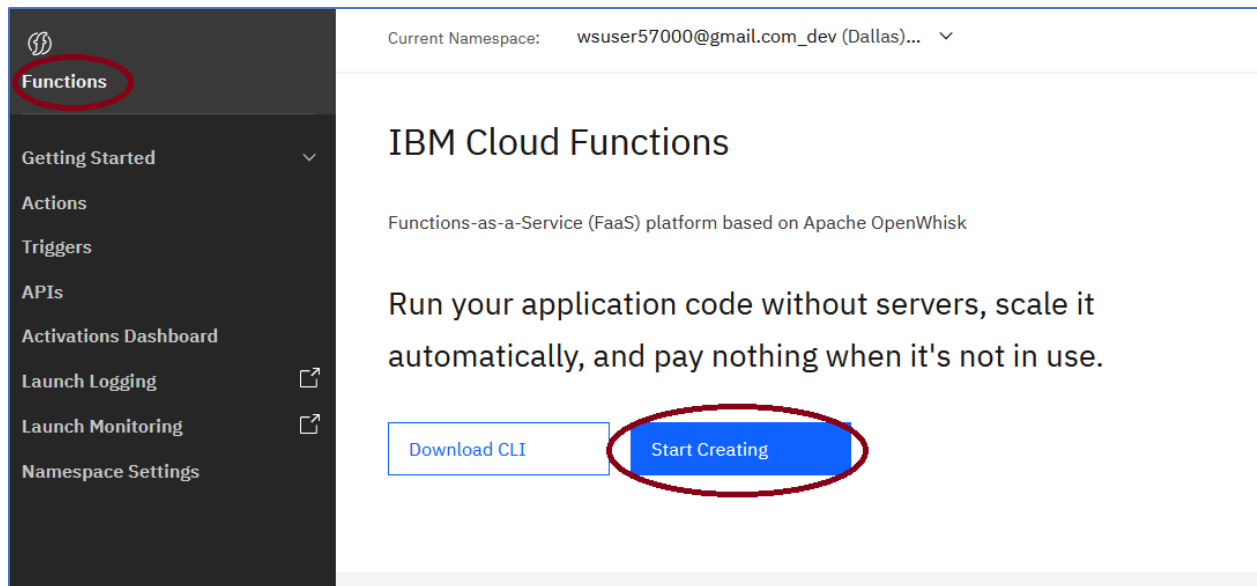 Functions
Getting Started
Actions
Triggers
APIs
Activations Dashboard
Launch Logging
Launch Monitoring
Namespace Settings
Current Namespace: wsuser57000@gmail.com_dev (Dallas)...
IBM Cloud Functions
Functions-as-a-Service (FaaS) platform based on Apache OpenWhisk
Run your application code without servers, scale it
automatically, and pay nothing when it's not in use.
Download CLI
Start Creating